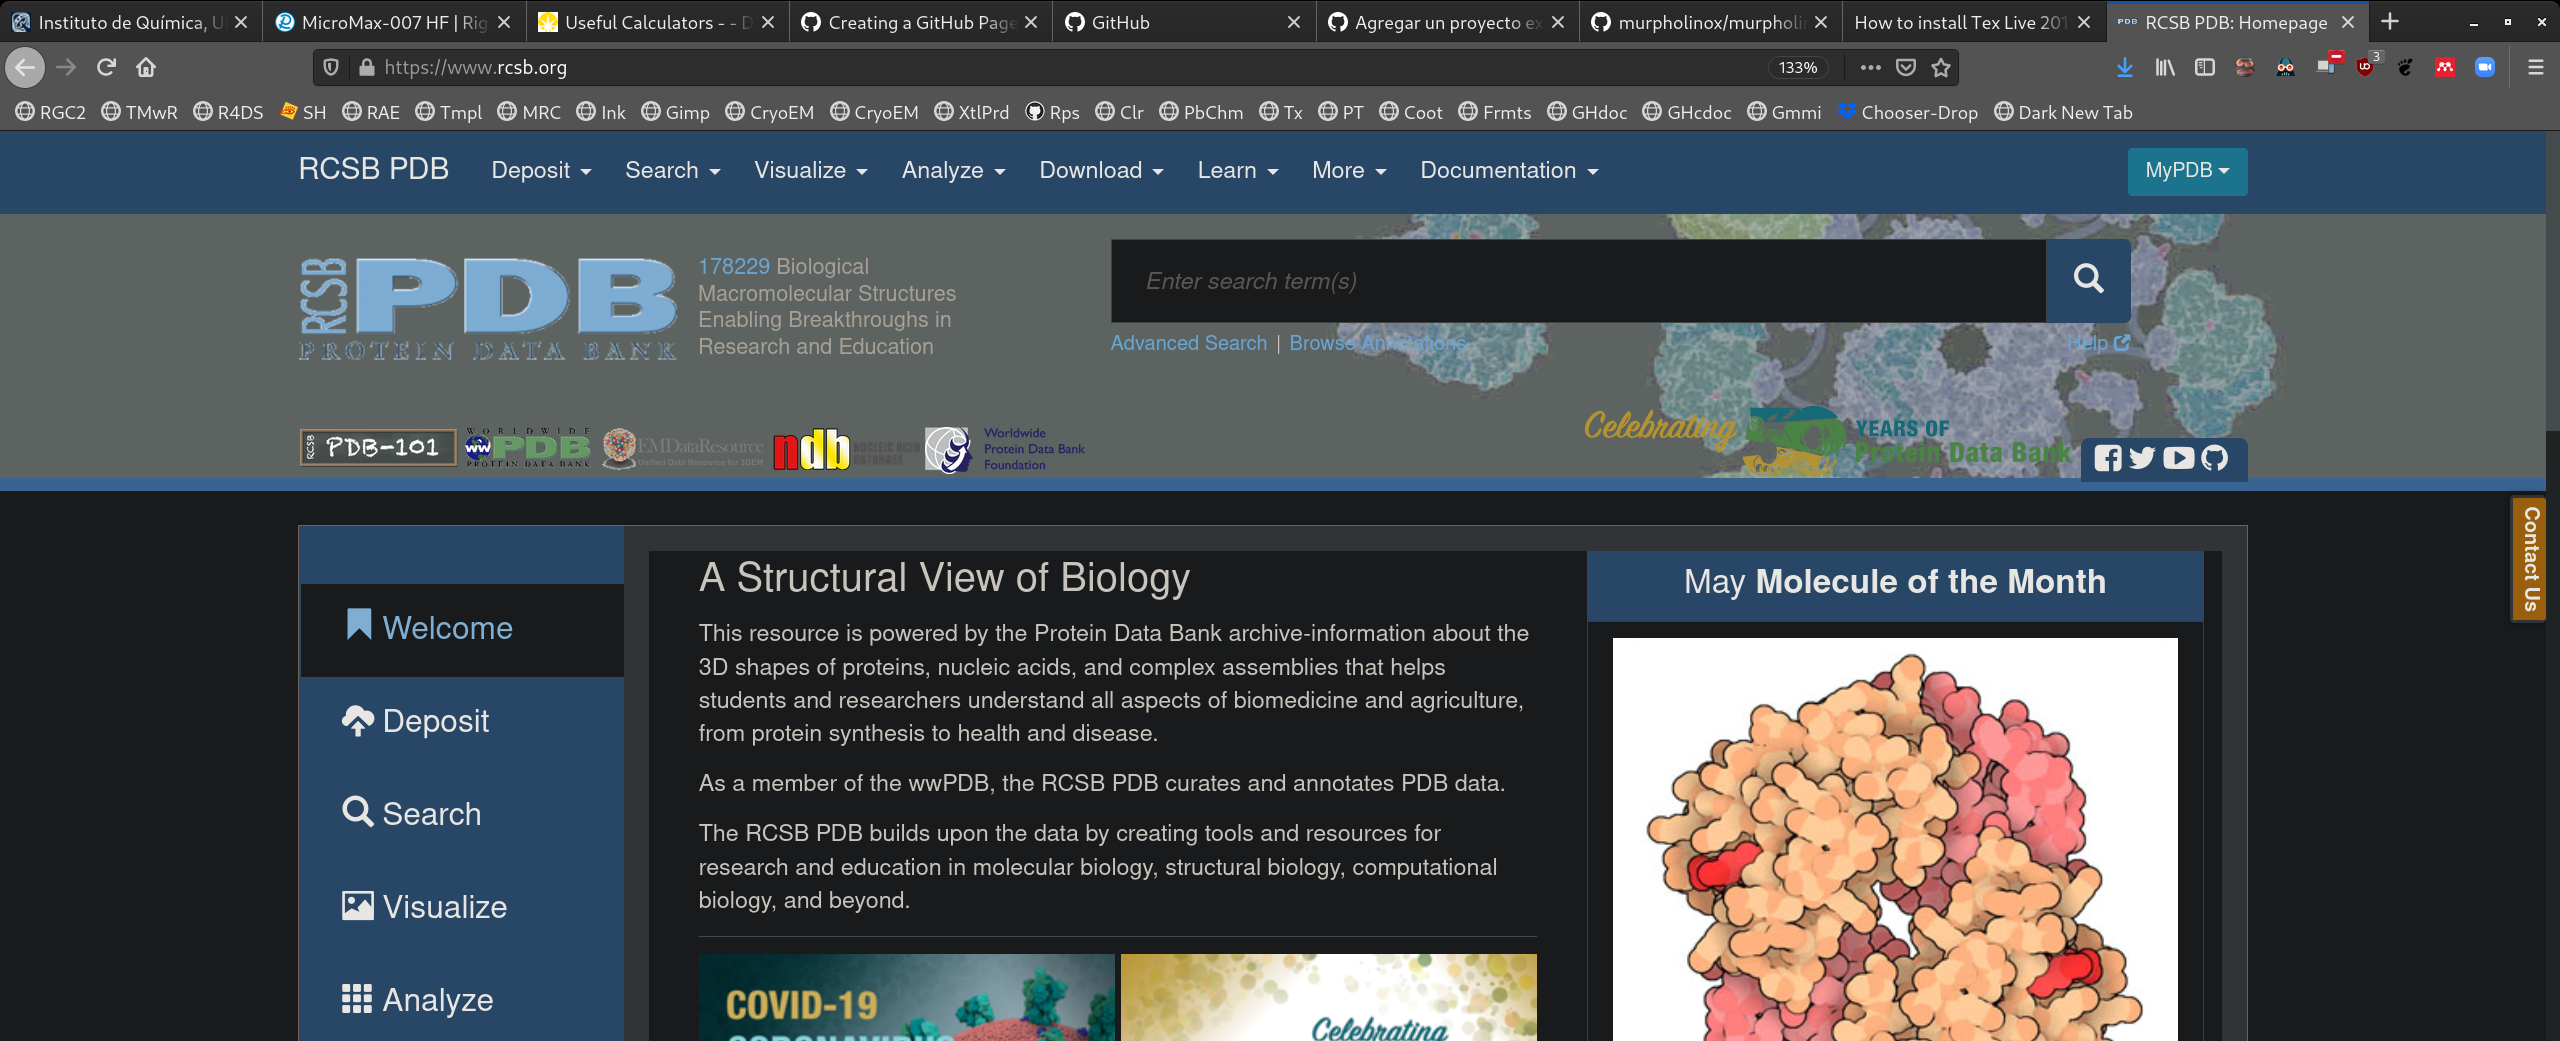 Instituto de Química, U
MicroMax-007 HF | Rig
Useful Calculators - - D
Creating a GitHub Page
GitHub
Agregar un proyecto ex
murpholinox/murpholin
How to install Tex Live 201
PDB RCSB PDB: Homepage
https://www.rcsb.org
133%
3
RGC2 TMwR R4DS SH RAE Tmpl MRC Ink Gimp CryoEM CryoEM XtlPrd Rps Clr PbChm Tx PT Coot Frmts GHdoc GHcdoc Gmmi Chooser-Drop Dark New Tab
RCSB PDB Deposit Search Visualize Analyze Download Learn More Documentation MyPDB
RCSB PDB
PROTEIN DATA BANK
178229 Biological
Macromolecular Structures
Enabling Breakthroughs in
Research and Education
Enter search term(s)
Advanced Search | Browse Annotations
Help
RCSB PDB-101
WORLDWIDE
PDB
PROTEIN DATA BANK
EMDataResource
Unified Data Resource for 3DEM
ndb NUCLEIC ACID
DATABASE
Worldwide
Protein Data Bank
Foundation
Celebrating 50 YEARS OF
Protein Data Bank
Contact Us
Welcome
Deposit
Search
Visualize
Analyze
A Structural View of Biology
This resource is powered by the Protein Data Bank archive-information about the
3D shapes of proteins, nucleic acids, and complex assemblies that helps
students and researchers understand all aspects of biomedicine and agriculture,
from protein synthesis to health and disease.
As a member of the wwPDB, the RCSB PDB curates and annotates PDB data.
The RCSB PDB builds upon the data by creating tools and resources for
research and education in molecular biology, structural biology, computational
biology, and beyond.
COVID-19
CORONAVIRUS
Celebrating
May Molecule of the Month